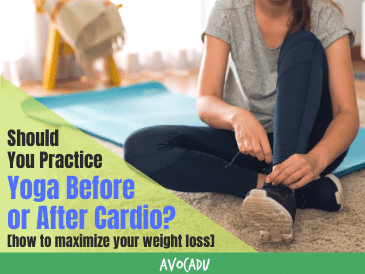 Should
You Practice
Yoga Before
or After Cardio?
[how to maximize your weight loss]
AVOCADU